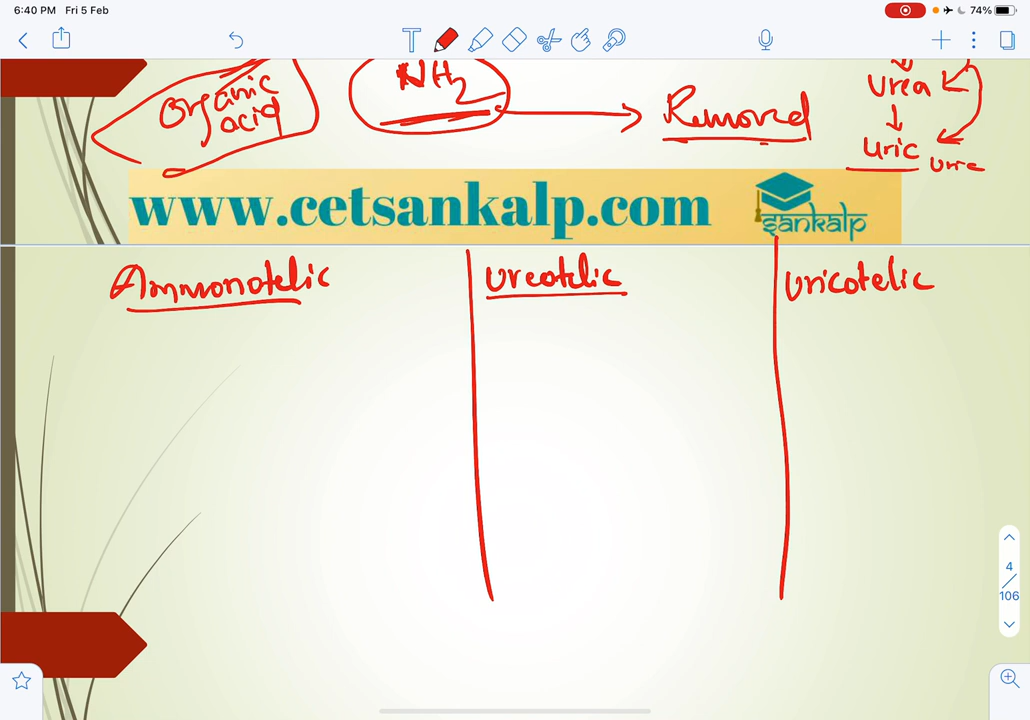 6:40 PM Fri 5 Feb
74%
T
Organic
acid
NH2
Removed
Urea
Uric
www.cetsankalp.com
sankalp
Ammonotelic
Ureotelic
Uricotelic
4
106